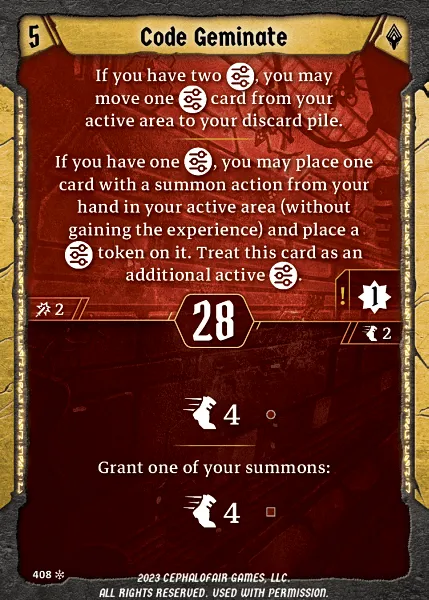 5
Code Geminate
If you have two , you may
move one card from your
active area to your discard pile.
If you have one , you may place one
card with a summon action from your
hand in your active area (without
gaining the experience) and place a
token on it. Treat this card as an
additional active .
! 1
2
28
2
4
Grant one of your summons:
4
408
2023 CEPHALOFAIR GAMES, LLC.
ALL RIGHTS RESERVED. USED WITH PERMISSION.